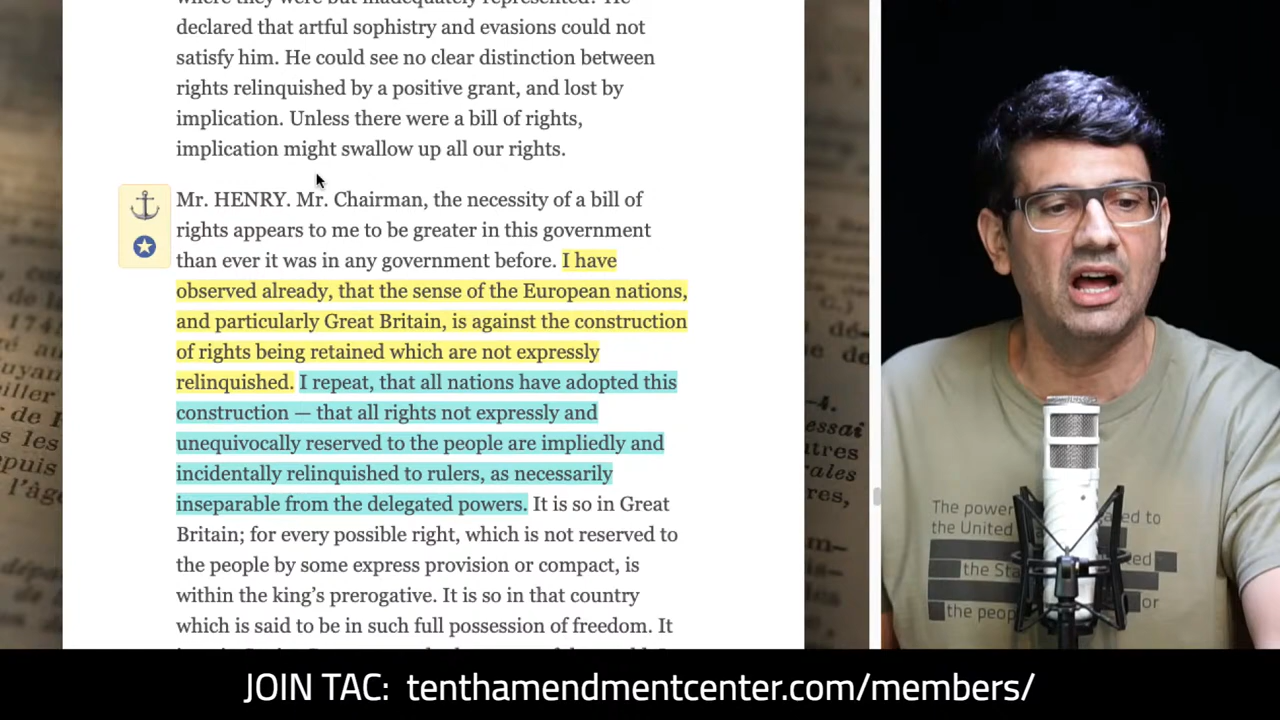 where they were but inadequately represented? He
declared that artful sophistry and evasions could not
satisfy him. He could see no clear distinction between
rights relinquished by a positive grant, and lost by
implication. Unless there were a bill of rights,
implication might swallow up all our rights.
Mr. HENRY. Mr. Chairman, the necessity of a bill of
rights appears to me to be greater in this government
than ever it was in any government before. I have
observed already, that the sense of the European nations,
and particularly Great Britain, is against the construction
of rights being retained which are not expressly
relinquished. I repeat, that all nations have adopted this
construction — that all rights not expressly and
unequivocally reserved to the people are impliedly and
incidentally relinquished to rulers, as necessarily
inseparable from the delegated powers. It is so in Great
Britain; for every possible right, which is not reserved to
the people by some express provision or compact, is
within the king's prerogative. It is so in that country
which is said to be in such full possession of freedom. It
The power
the United
the Sta
or
the peop
JOIN TAC: tenthamendmentcenter.com/members/